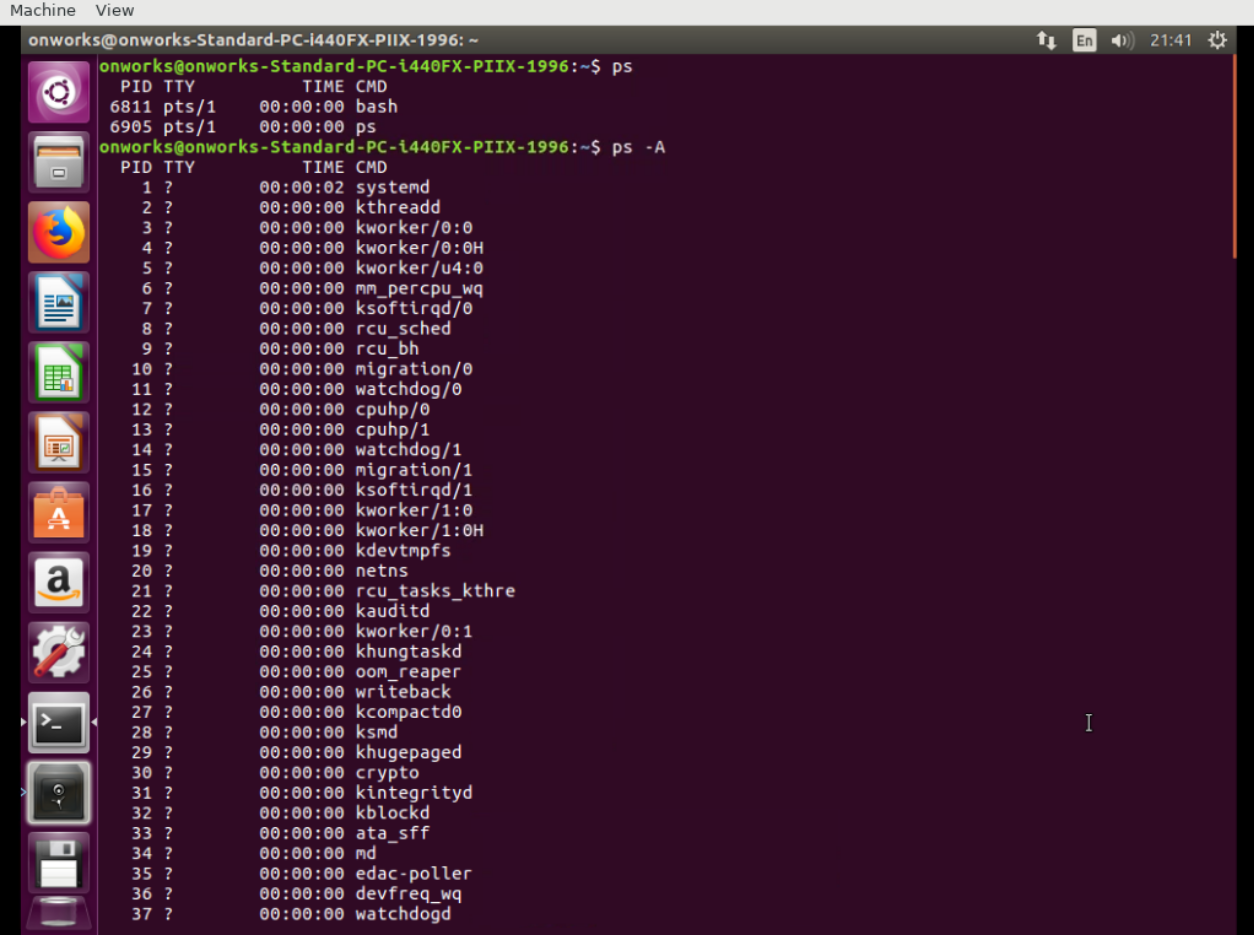 Machine View
onworks@onworks-Standard-PC-i440FX-PIIX-1996: ~
En
21:41
onworks@onworks-Standard-PC-i440FX-PIIX-1996:~$ ps
PID TTY TIME CMD
6811 pts/1 00:00:00 bash
6905 pts/1 00:00:00 ps
onworks@onworks-Standard-PC-i440FX-PIIX-1996:~$ ps -A
PID TTY TIME CMD
1 ? 00:00:02 systemd
2 ? 00:00:00 kthreadd
3 ? 00:00:00 kworker/0:0
4 ? 00:00:00 kworker/0:0H
5 ? 00:00:00 kworker/u4:0
6 ? 00:00:00 mm_percpu_wq
7 ? 00:00:00 ksoftirqd/0
8 ? 00:00:00 rcu_sched
9 ? 00:00:00 rcu_bh
10 ? 00:00:00 migration/0
11 ? 00:00:00 watchdog/0
12 ? 00:00:00 cpuhp/0
13 ? 00:00:00 cpuhp/1
14 ? 00:00:00 watchdog/1
15 ? 00:00:00 migration/1
16 ? 00:00:00 ksoftirqd/1
17 ? 00:00:00 kworker/1:0
18 ? 00:00:00 kworker/1:0H
19 ? 00:00:00 kdevtmpfs
20 ? 00:00:00 netns
21 ? 00:00:00 rcu_tasks_kthre
22 ? 00:00:00 kauditd
23 ? 00:00:00 kworker/0:1
24 ? 00:00:00 khungtaskd
25 ? 00:00:00 oom_reaper
26 ? 00:00:00 writeback
27 ? 00:00:00 kcompactd0
28 ? 00:00:00 ksmd
29 ? 00:00:00 khugepaged
30 ? 00:00:00 crypto
31 ? 00:00:00 kintegrityd
32 ? 00:00:00 kblockd
33 ? 00:00:00 ata_sff
34 ? 00:00:00 md
35 ? 00:00:00 edac-poller
36 ? 00:00:00 devfreq_wq
37 ? 00:00:00 watchdogd